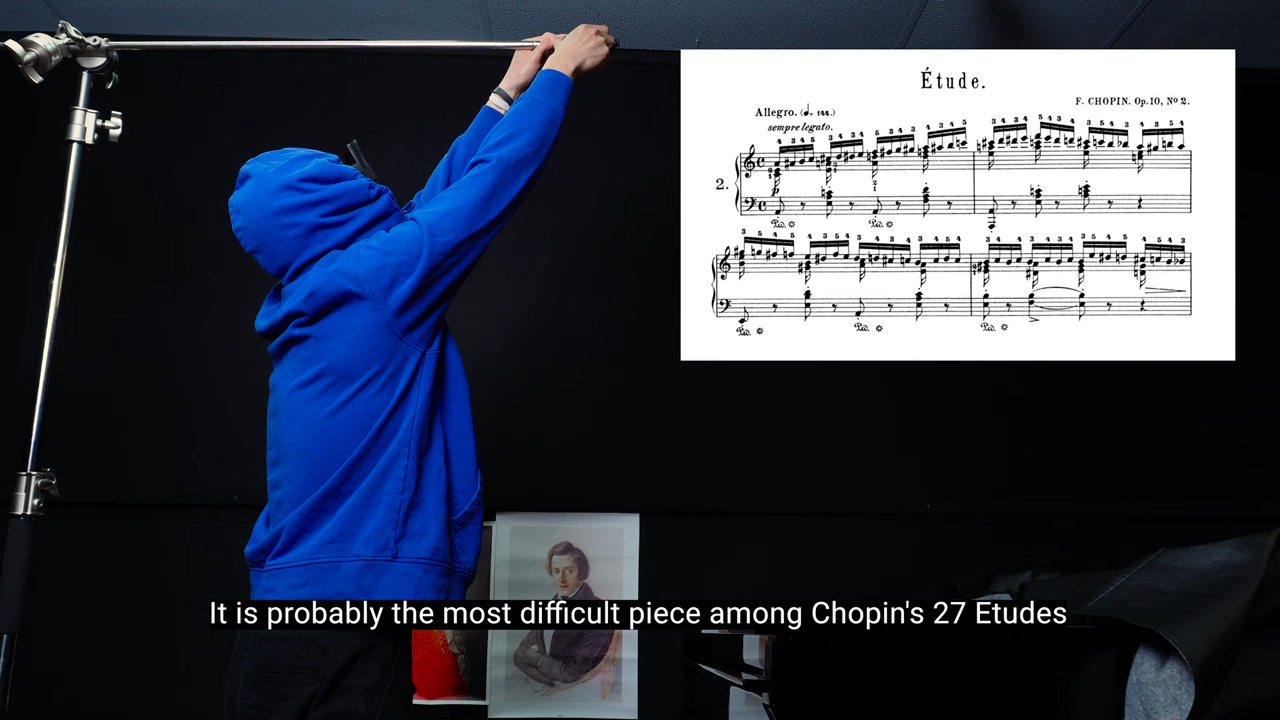 Étude.
F. CHOPIN. Op. 10, Nº 2.
Allegro. (𝅗𝅥= 144.)
sempre legato.
2.
p
It is probably the most difficult piece among Chopin's 27 Etudes